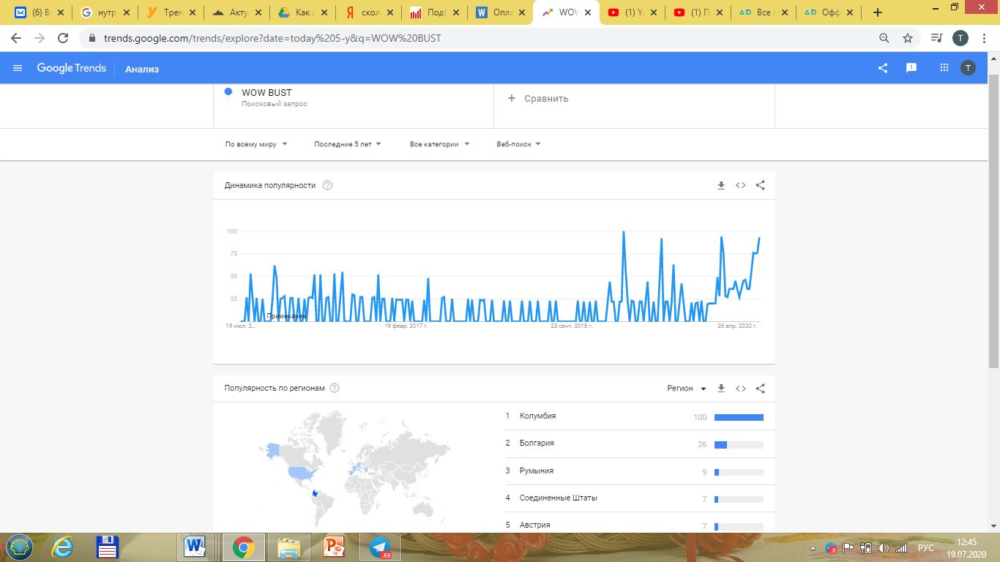 (6) В
нутр
Трен
Акту
Как
скол
Подб
Опла
WOW
(1) Y
(1) П
Все
Офф
trends.google.com/trends/explore?date=today%205-y&q=WOW%20BUST
T
Google Trends
Анализ
T
WOW BUST
Поисковый запрос
+ Сравнить
По всему миру
Последние 5 лет
Все категории
Веб-поиск
Динамика популярности
100
75
50
25
Примечание
19 июл. 2...
19 февр. 2017 г.
23 сент. 2018 г.
26 апр. 2020 г.
Популярность по регионам
Регион
1 Колумбия 100
2 Болгария 26
3 Румыния 9
4 Соединенные Штаты 7
5 Австрия 7
РУС
12:45
19.07.2020